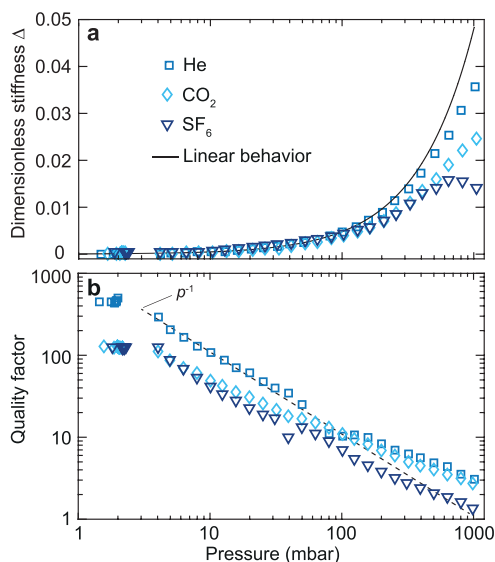 a
Dimensionless stiffness Δ
0.05
0.04
0.03
0.02
0.01
0
He
CO2
SF6
Linear behavior
b
Quality factor
1000
100
10
1
p-1
1 10 100 1000
Pressure (mbar)